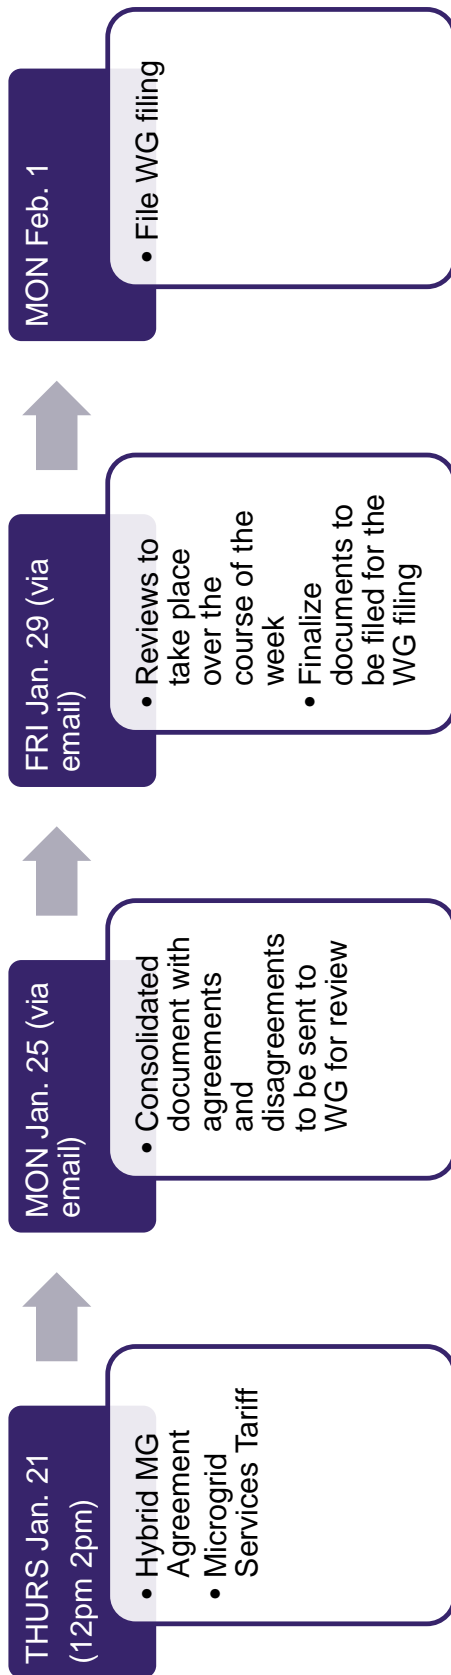 THURS Jan. 21
(12pm 2pm)
• Hybrid MG
Agreement
• Microgrid
Services Tariff
MON Jan. 25 (via
email)
• Consolidated
document with
agreements
and
disagreements
to be sent to
WG for review
FRI Jan. 29 (via
email)
• Reviews to
take place
over the
course of the
week
• Finalize
documents to
be filed for the
WG filing
MON Feb. 1
• File WG filing